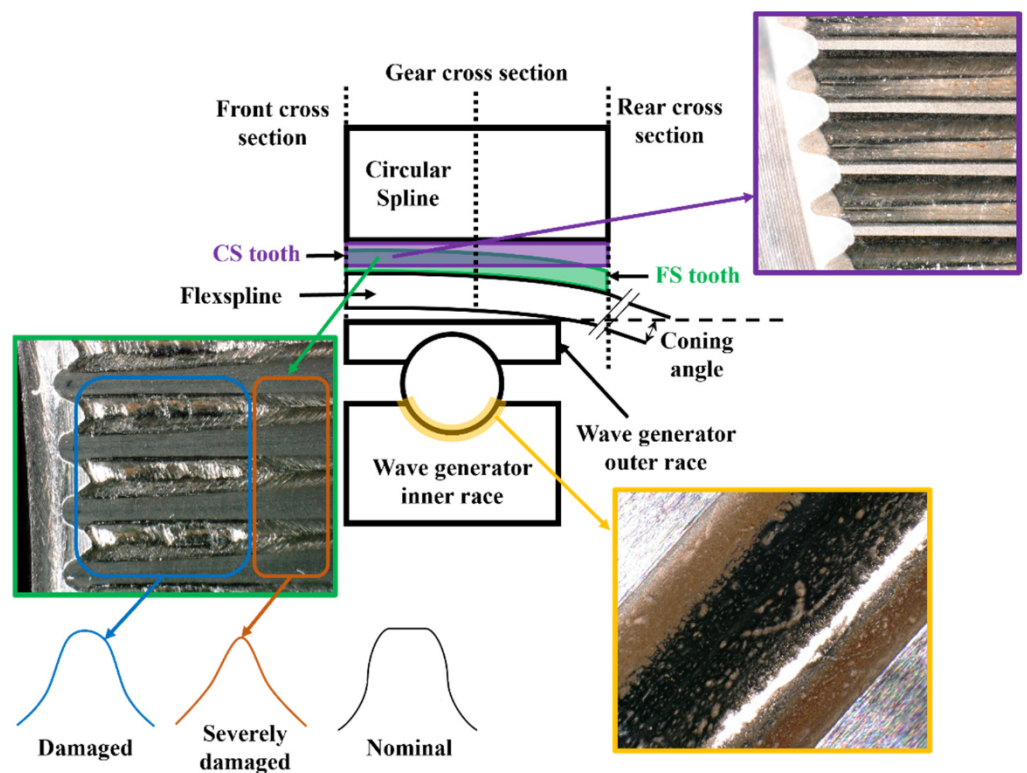 Gear cross section
Front cross
section
Rear cross
section
Circular
Spline
CS tooth
FS tooth
Flexspline
Coning
angle
Wave generator
outer race
Wave generator
inner race
Damaged
Severely
damaged
Nominal